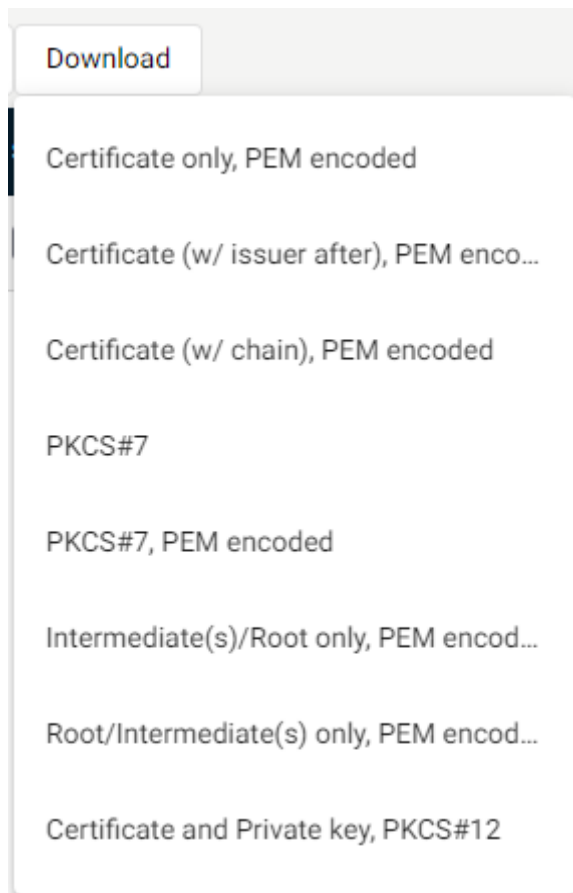 Download
Certificate only, PEM encoded
Certificate (w/ issuer after), PEM enco...
Certificate (w/ chain), PEM encoded
PKCS#7
PKCS#7, PEM encoded
Intermediate(s)/Root only, PEM encod...
Root/Intermediate(s) only, PEM encod...
Certificate and Private key, PKCS#12